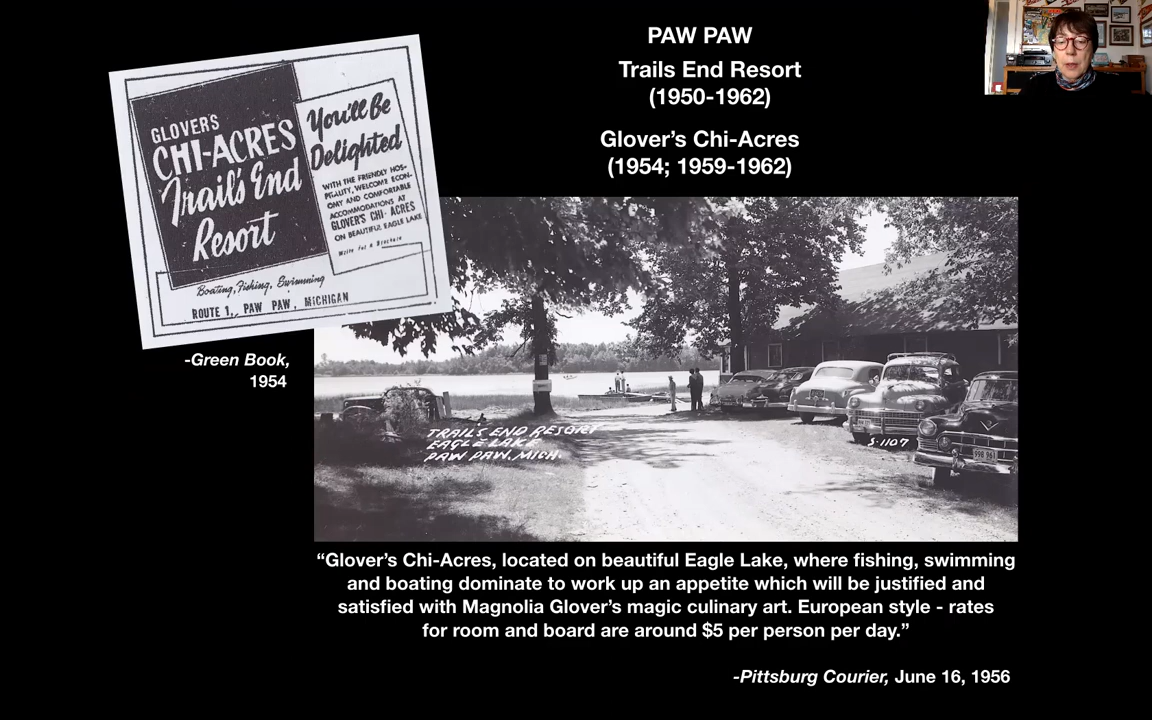 PAW PAW
Trails End Resort
(1950-1962)
Glover's Chi-Acres
(1954; 1959-1962)
GLOVERS
CHI-ACRES
Trail's End
Resort
You'll Be
Delighted
WITH THE FRIENDLY HOS-
PITALITY, WELCOME ECON-
OMY AND COMFORTABLE
ACCOMMODATIONS AT
GLOVER'S CHI- ACRES
ON BEAUTIFUL EAGLE LAKE
Write for A Brochure
Boating, Fishing, Swimming
ROUTE 1, PAW PAW, MICHIGAN
-Green Book,
1954
TRAIL'S END RESORT
EAGLE LAKE
PAW PAW, MICH.
S-1107
998 961
“Glover’s Chi-Acres, located on beautiful Eagle Lake, where fishing, swimming
and boating dominate to work up an appetite which will be justified and
satisfied with Magnolia Glover’s magic culinary art. European style - rates
for room and board are around $5 per person per day.”
-Pittsburg Courier, June 16, 1956